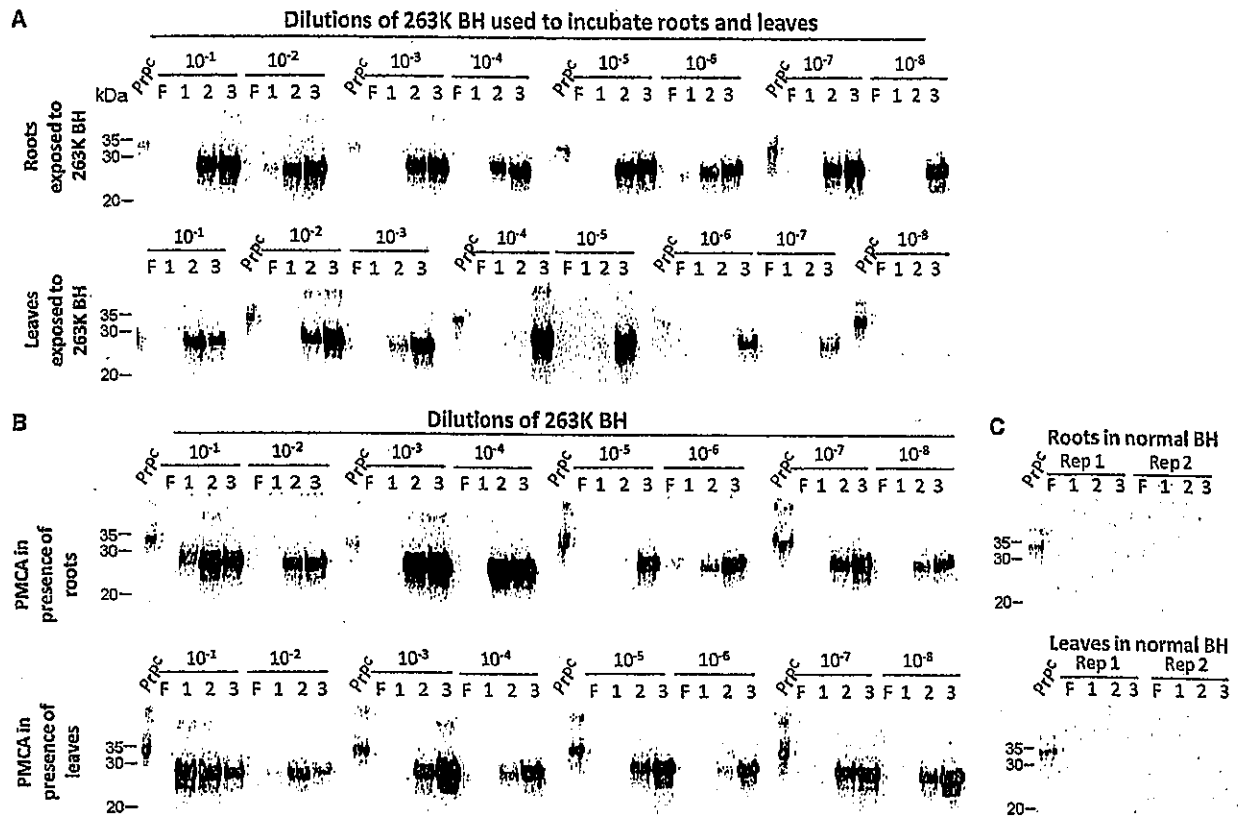 A
Dilutions of 263K BH used to incubate roots and leaves
10-1 10-2 10-3 10-4 10-5 10-6 10-7 10-8
kDa PrPc F 1 2 3 F 1 2 3 PrPc F 1 2 3 F 1 2 3 PrPc F 1 2 3 F 1 2 3 PrPc F 1 2 3 F 1 2 3
Roots exposed to 263K BH
35
30
20
10-1 10-2 10-3 10-4 10-5 10-6 10-7 10-8
F 1 2 3 PrPc F 1 2 3 F 1 2 3 PrPc F 1 2 3 F 1 2 3 PrPc F 1 2 3 F 1 2 3 PrPc F 1 2 3
Leaves exposed to 263K BH
35
30
20
B
Dilutions of 263K BH
10-1 10-2 10-3 10-4 10-5 10-6 10-7 10-8
PrPc F 1 2 3 F 1 2 3 PrPc F 1 2 3 F 1 2 3 PrPc F 1 2 3 F 1 2 3 PrPc F 1 2 3 F 1 2 3
PMCA in presence of roots
35
30
20
10-1 10-2 10-3 10-4 10-5 10-6 10-7 10-8
PrPc F 1 2 3 F 1 2 3 PrPc F 1 2 3 F 1 2 3 PrPc F 1 2 3 F 1 2 3 PrPc F 1 2 3 F 1 2 3
PMCA in presence of leaves
35
30
20
C
Roots in normal BH
Rep 1 Rep 2
PrPc F 1 2 3 F 1 2 3
35
30
20
Leaves in normal BH
Rep 1 Rep 2
PrPc F 1 2 3 F 1 2 3
35
30
20